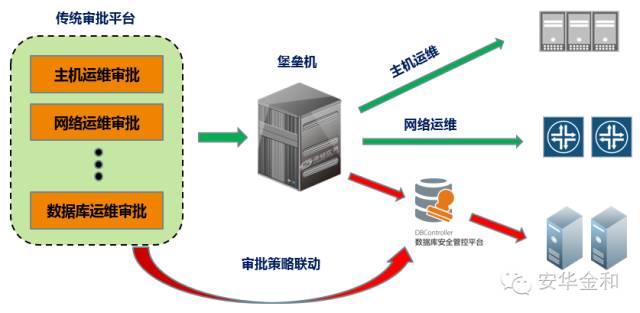 传统审批平台
主机运维审批
网络运维审批
数据库运维审批
堡垒机
主机运维
网络运维
DBController
数据库安全管控平台
审批策略联动
安华金和